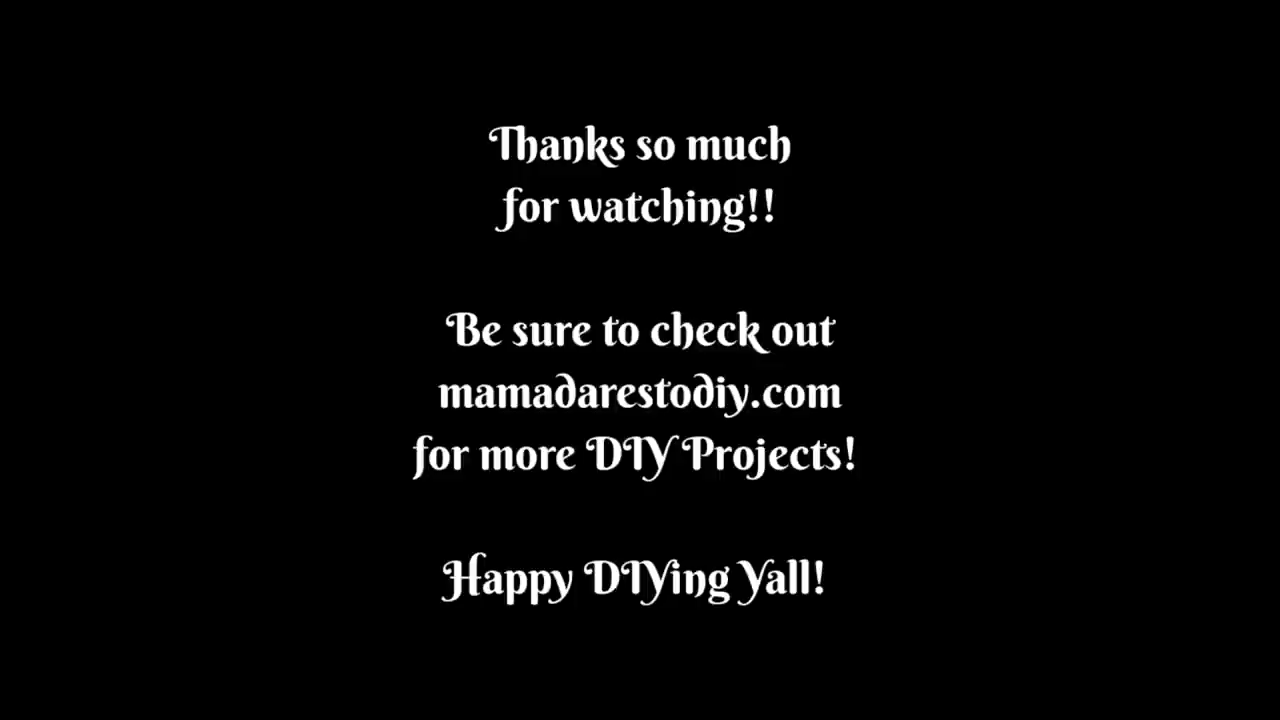 Thanks so much
for watching!!
Be sure to check out
mamadarestodiy.com
for more DIY Projects!
Happy DIYing Yall!